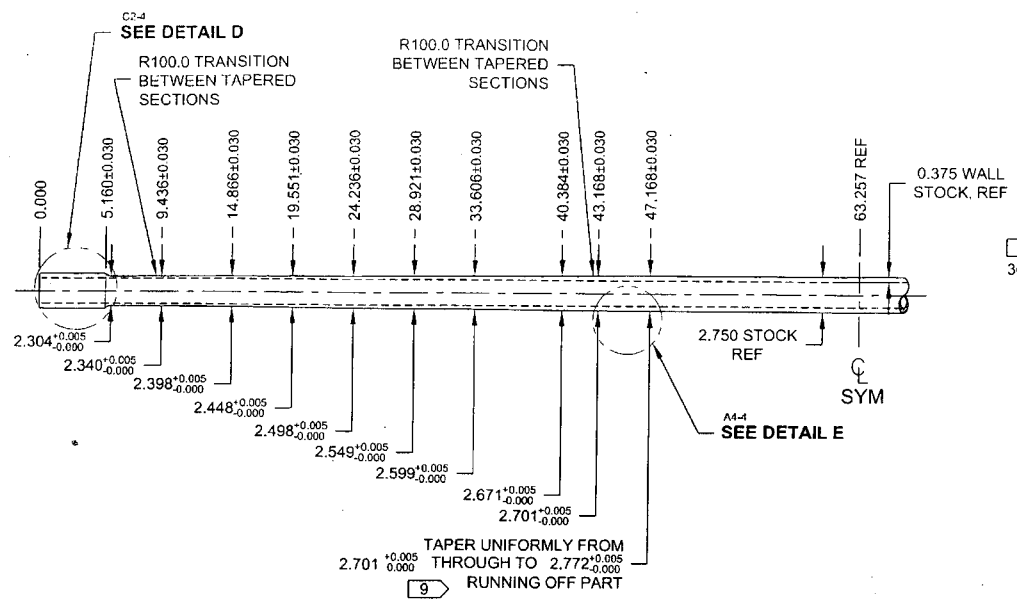 C2-4
SEE DETAIL D
R100.0 TRANSITION
BETWEEN TAPERED
SECTIONS
R100.0 TRANSITION
BETWEEN TAPERED
SECTIONS
0.000
5.160±0.030
9.436±0.030
14.866±0.030
19.551±0.030
24.236±0.030
28.921±0.030
33.606±0.030
40.384±0.030
43.168±0.030
47.168±0.030
63.257 REF
0.375 WALL
STOCK, REF
2.304 +0.005 -0.000
2.340 +0.005 -0.000
2.398 +0.005 -0.000
2.448 +0.005 -0.000
2.498 +0.005 -0.000
2.549 +0.005 -0.000
2.599 +0.005 -0.000
2.671 +0.005 -0.000
2.701 +0.005 -0.000
2.750 STOCK
REF
CL
SYM
A4-4
SEE DETAIL E
TAPER UNIFORMLY FROM
2.701 +0.005 0.000 THROUGH TO 2.772 +0.005 -0.000
RUNNING OFF PART
9